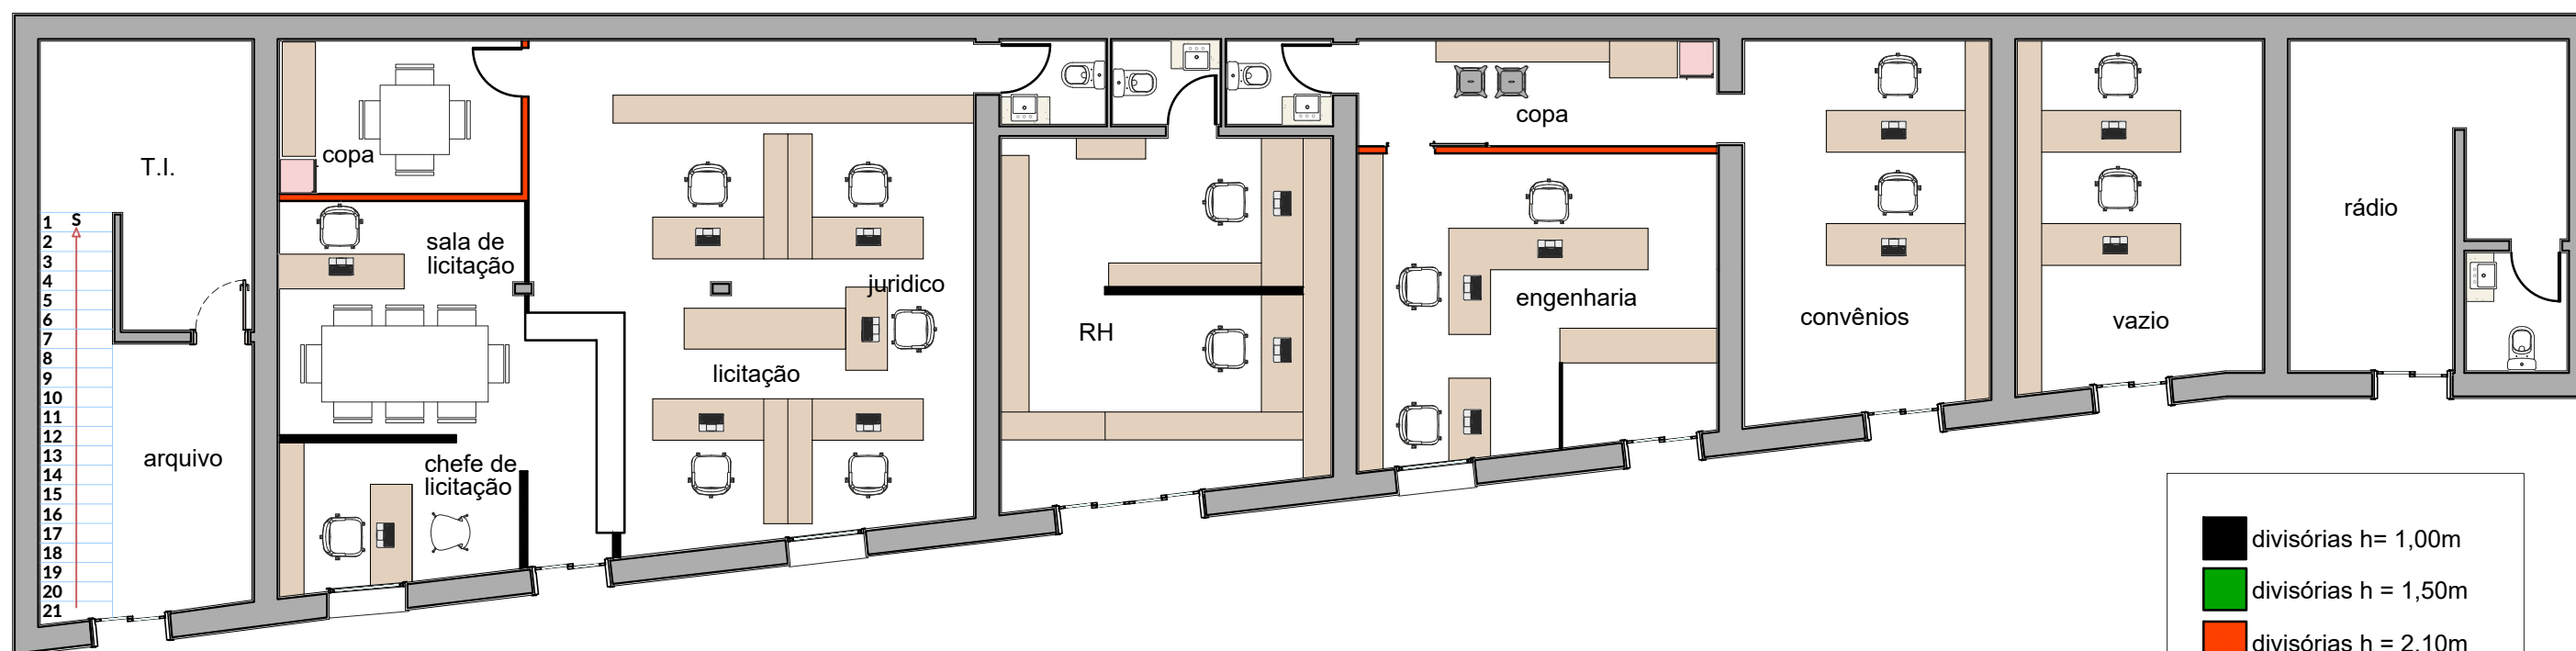 T.I.
1
S
2
3
4
5
6
7
8
9
10
11
12
13
14
15
16
17
18
19
20
21
arquivo
copa
sala de
licitação
chefe de
licitação
juridico
licitação
RH
copa
engenharia
convênios
vazio
rádio
divisórias h= 1,00m
divisórias h = 1,50m
divisórias h = 2,10m